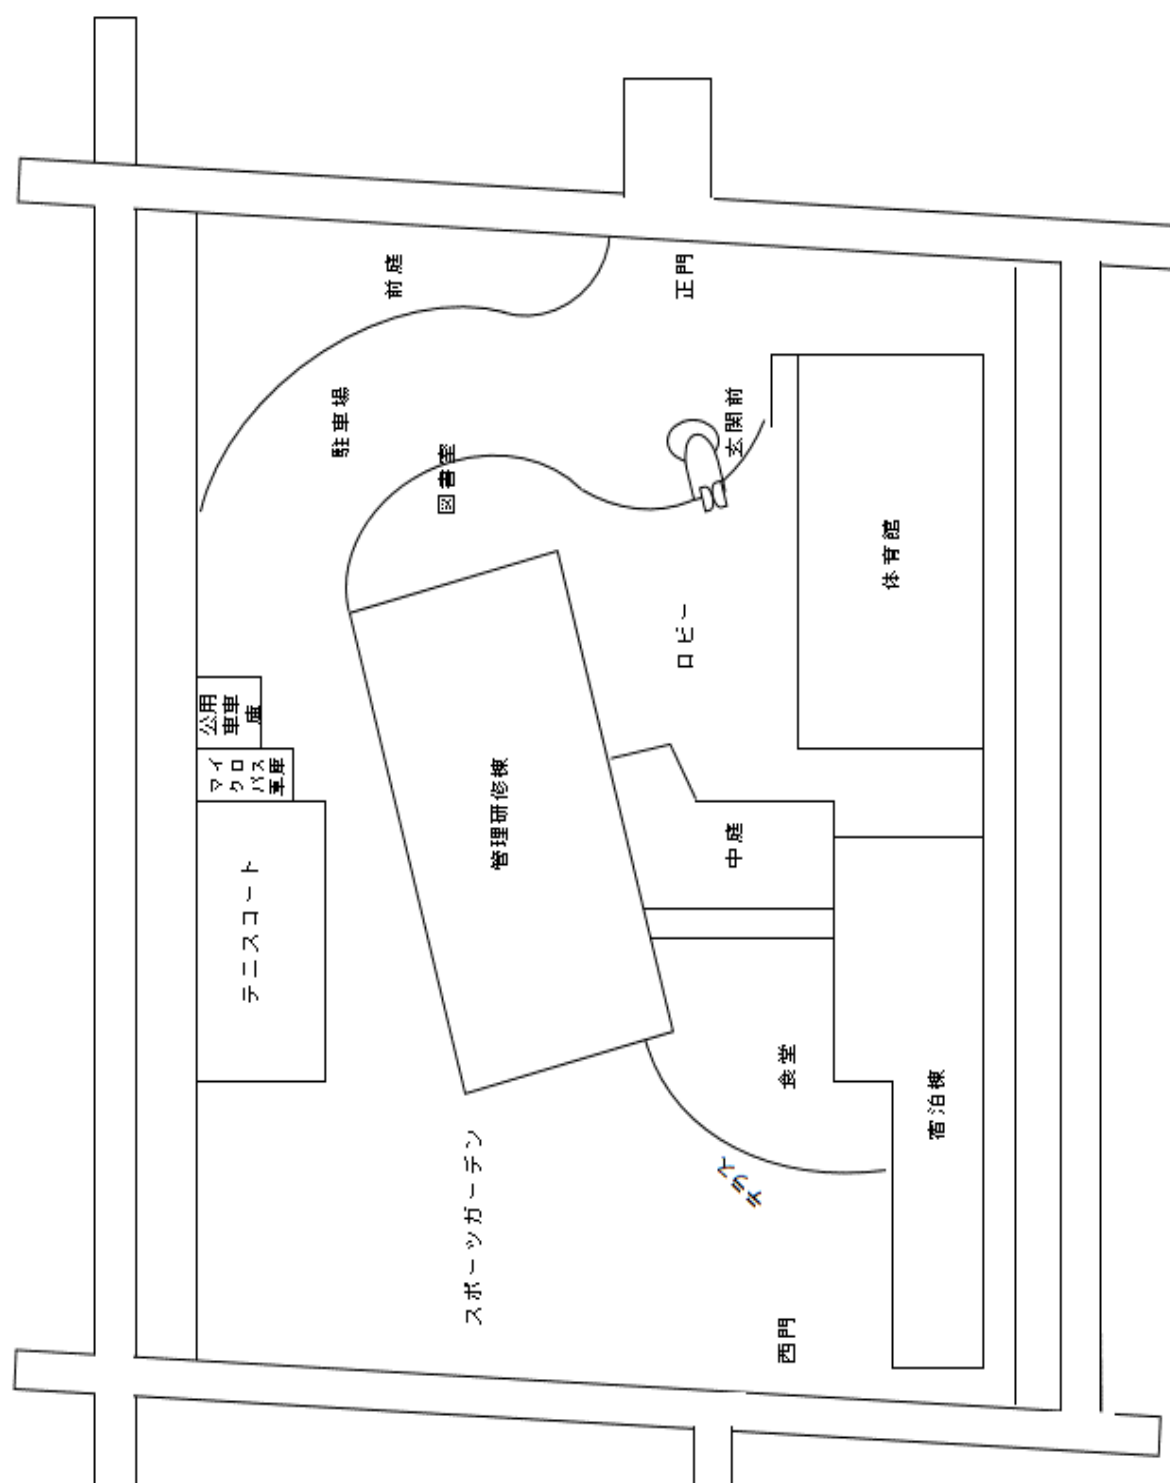 前庭
正門
駐車場
玄関前
図書室
体育館
ロビー
公用
車車
庫
マイ
クロ
バス
車庫
管理研修棟
中庭
テニスコート
食堂
宿泊棟
テラス
スポーツガーデン
西門